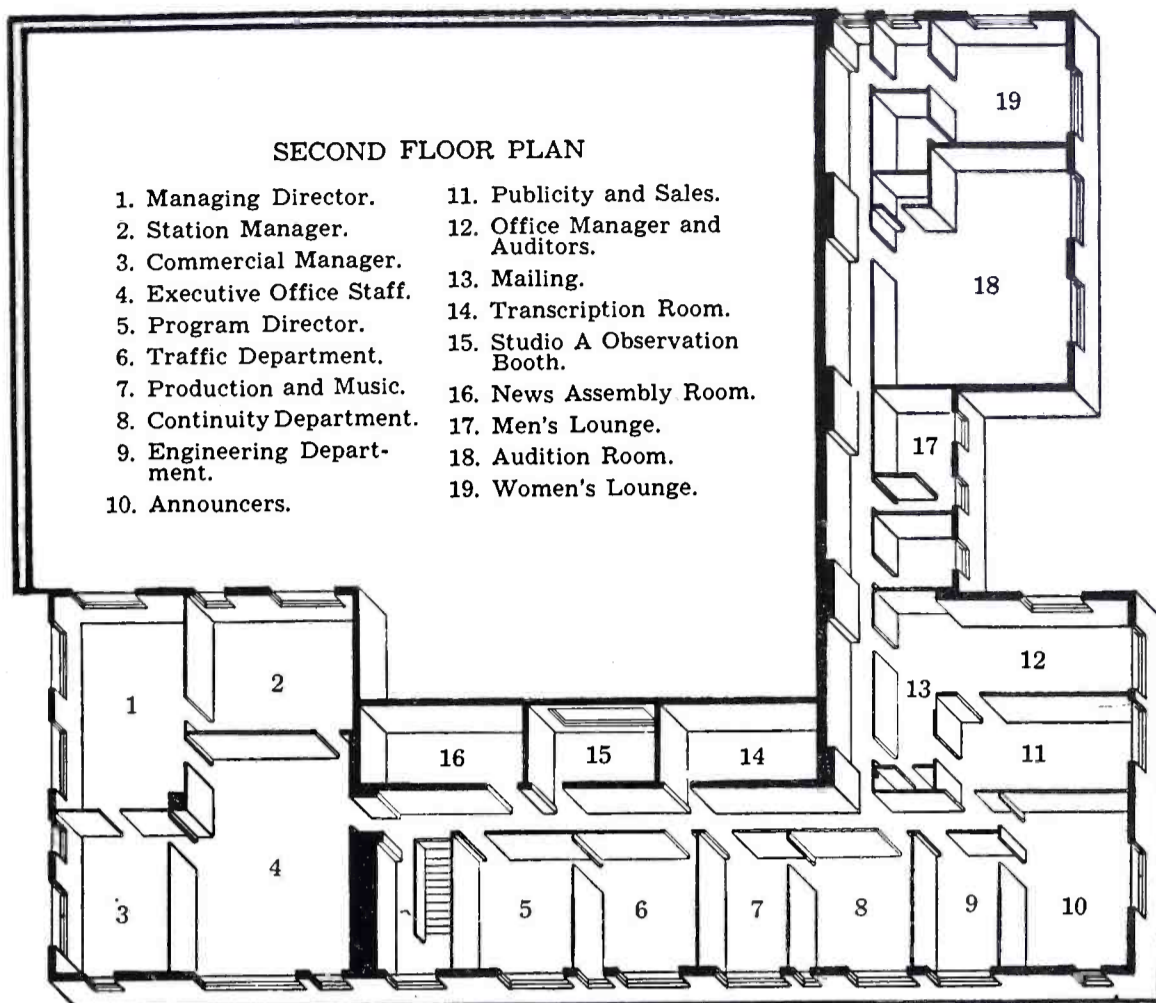 SECOND FLOOR PLAN
1. Managing Director.
2. Station Manager.
3. Commercial Manager.
4. Executive Office Staff.
5. Program Director.
6. Traffic Department.
7. Production and Music.
8. Continuity Department.
9. Engineering Depart-
ment.
10. Announcers.
11. Publicity and Sales.
12. Office Manager and
Auditors.
13. Mailing.
14. Transcription Room.
15. Studio A Observation
Booth.
16. News Assembly Room.
17. Men's Lounge.
18. Audition Room.
19. Women's Lounge.
19
18
17
12
13
11
1
2
16
15
14
3
4
5
6
7
8
9
10